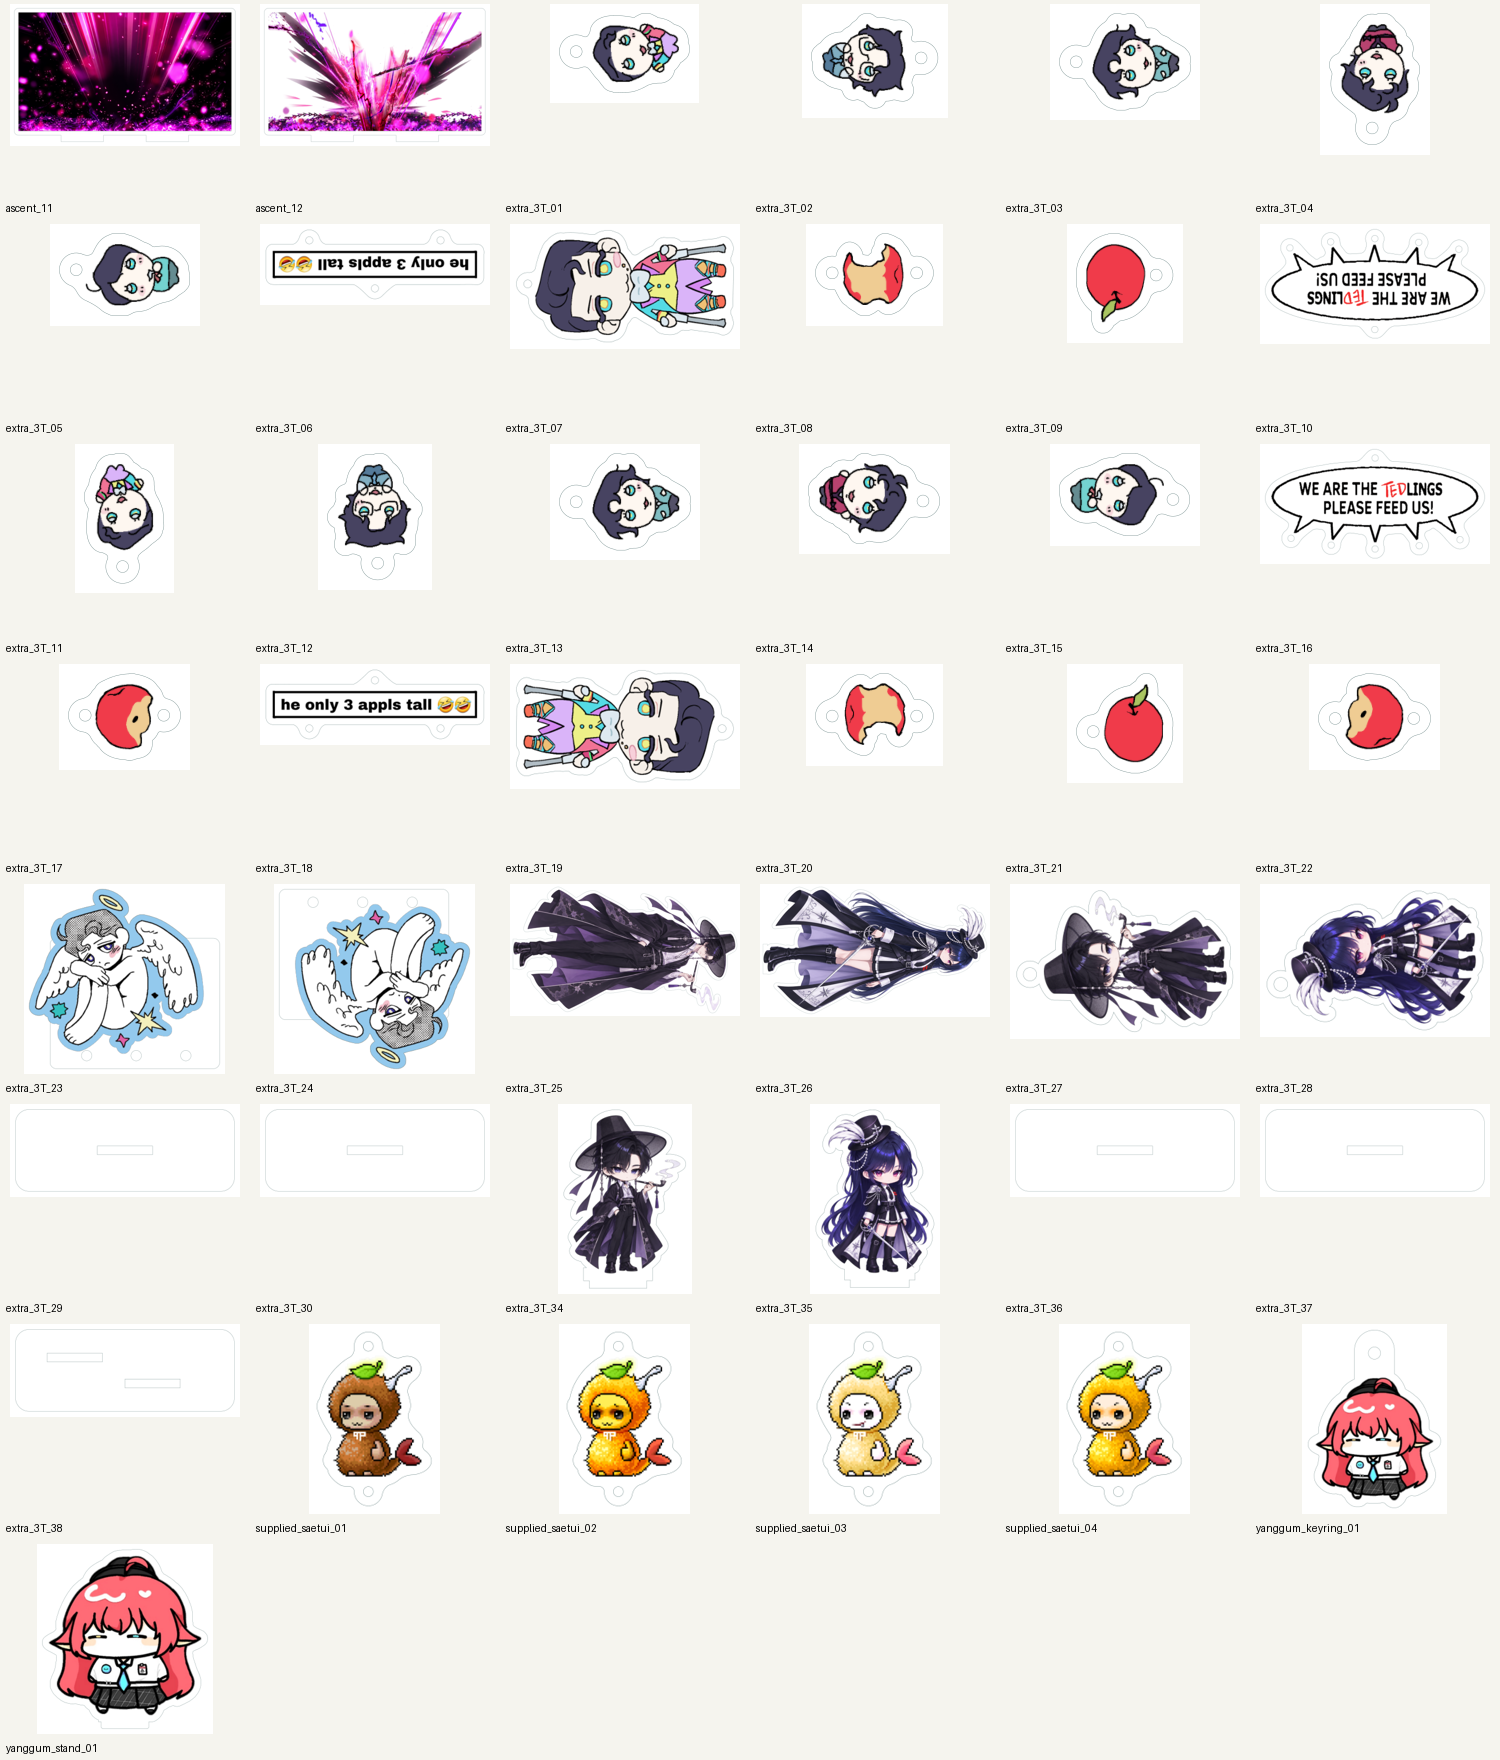 ascent_11
ascent_12
extra_3T_01
extra_3T_02
extra_3T_03
extra_3T_04
he only 3 appls tall 🤣🤣
WE ARE THE TEDLINGS
PLEASE FEED US!
extra_3T_05
extra_3T_06
extra_3T_07
extra_3T_08
extra_3T_09
extra_3T_10
WE ARE THE TEDLINGS
PLEASE FEED US!
extra_3T_11
extra_3T_12
extra_3T_13
extra_3T_14
extra_3T_15
extra_3T_16
he only 3 appls tall 🤣🤣
extra_3T_17
extra_3T_18
extra_3T_19
extra_3T_20
extra_3T_21
extra_3T_22
extra_3T_23
extra_3T_24
extra_3T_25
extra_3T_26
extra_3T_27
extra_3T_28
extra_3T_29
extra_3T_30
extra_3T_34
extra_3T_35
extra_3T_36
extra_3T_37
extra_3T_38
supplied_saetui_01
supplied_saetui_02
supplied_saetui_03
supplied_saetui_04
yanggum_keyring_01
yanggum_stand_01